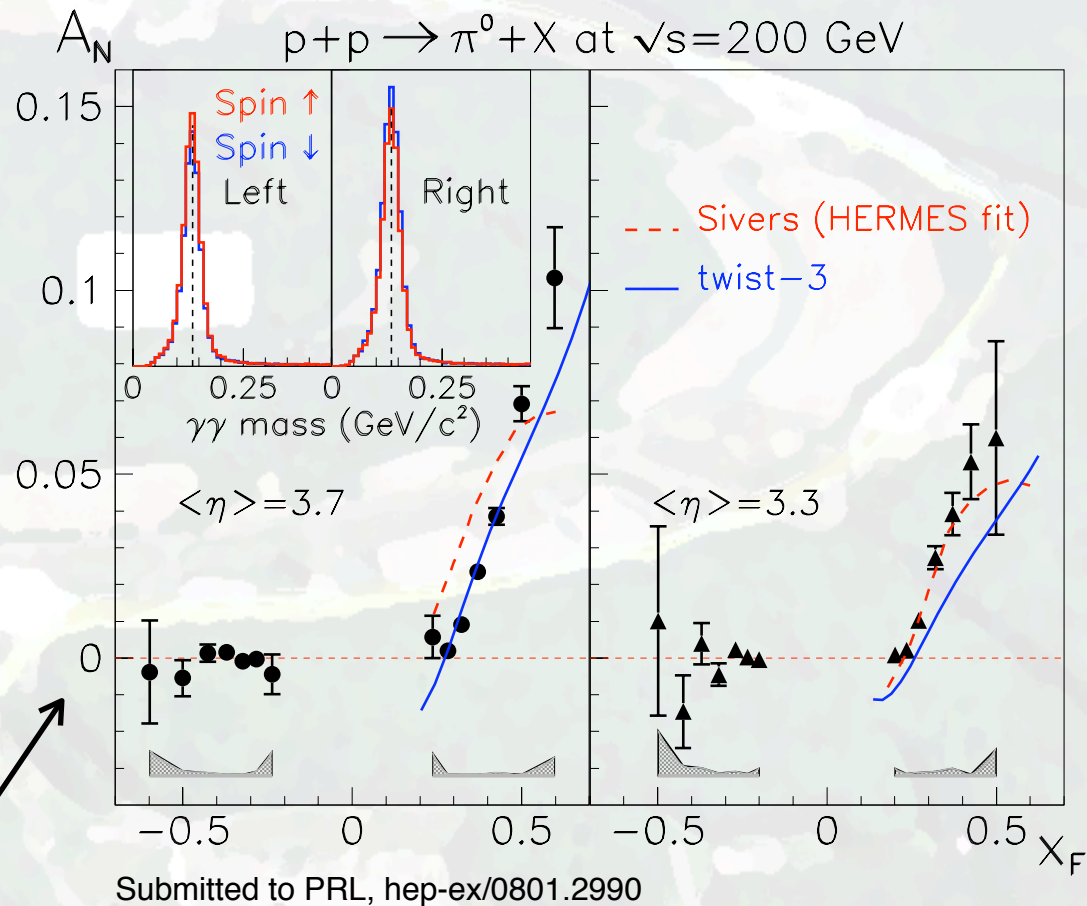 A_N
p+p → π⁰+X at √s=200 GeV
0.15
0.1
0.05
0
Spin ↑
Spin ↓
Left
Right
0 0.25 0 0.25
γγ mass (GeV/c²)
Sivers (HERMES fit)
twist-3
<η>=3.7
<η>=3.3
-0.5 0 0.5 -0.5 0 0.5
X_F
Submitted to PRL, hep-ex/0801.2990